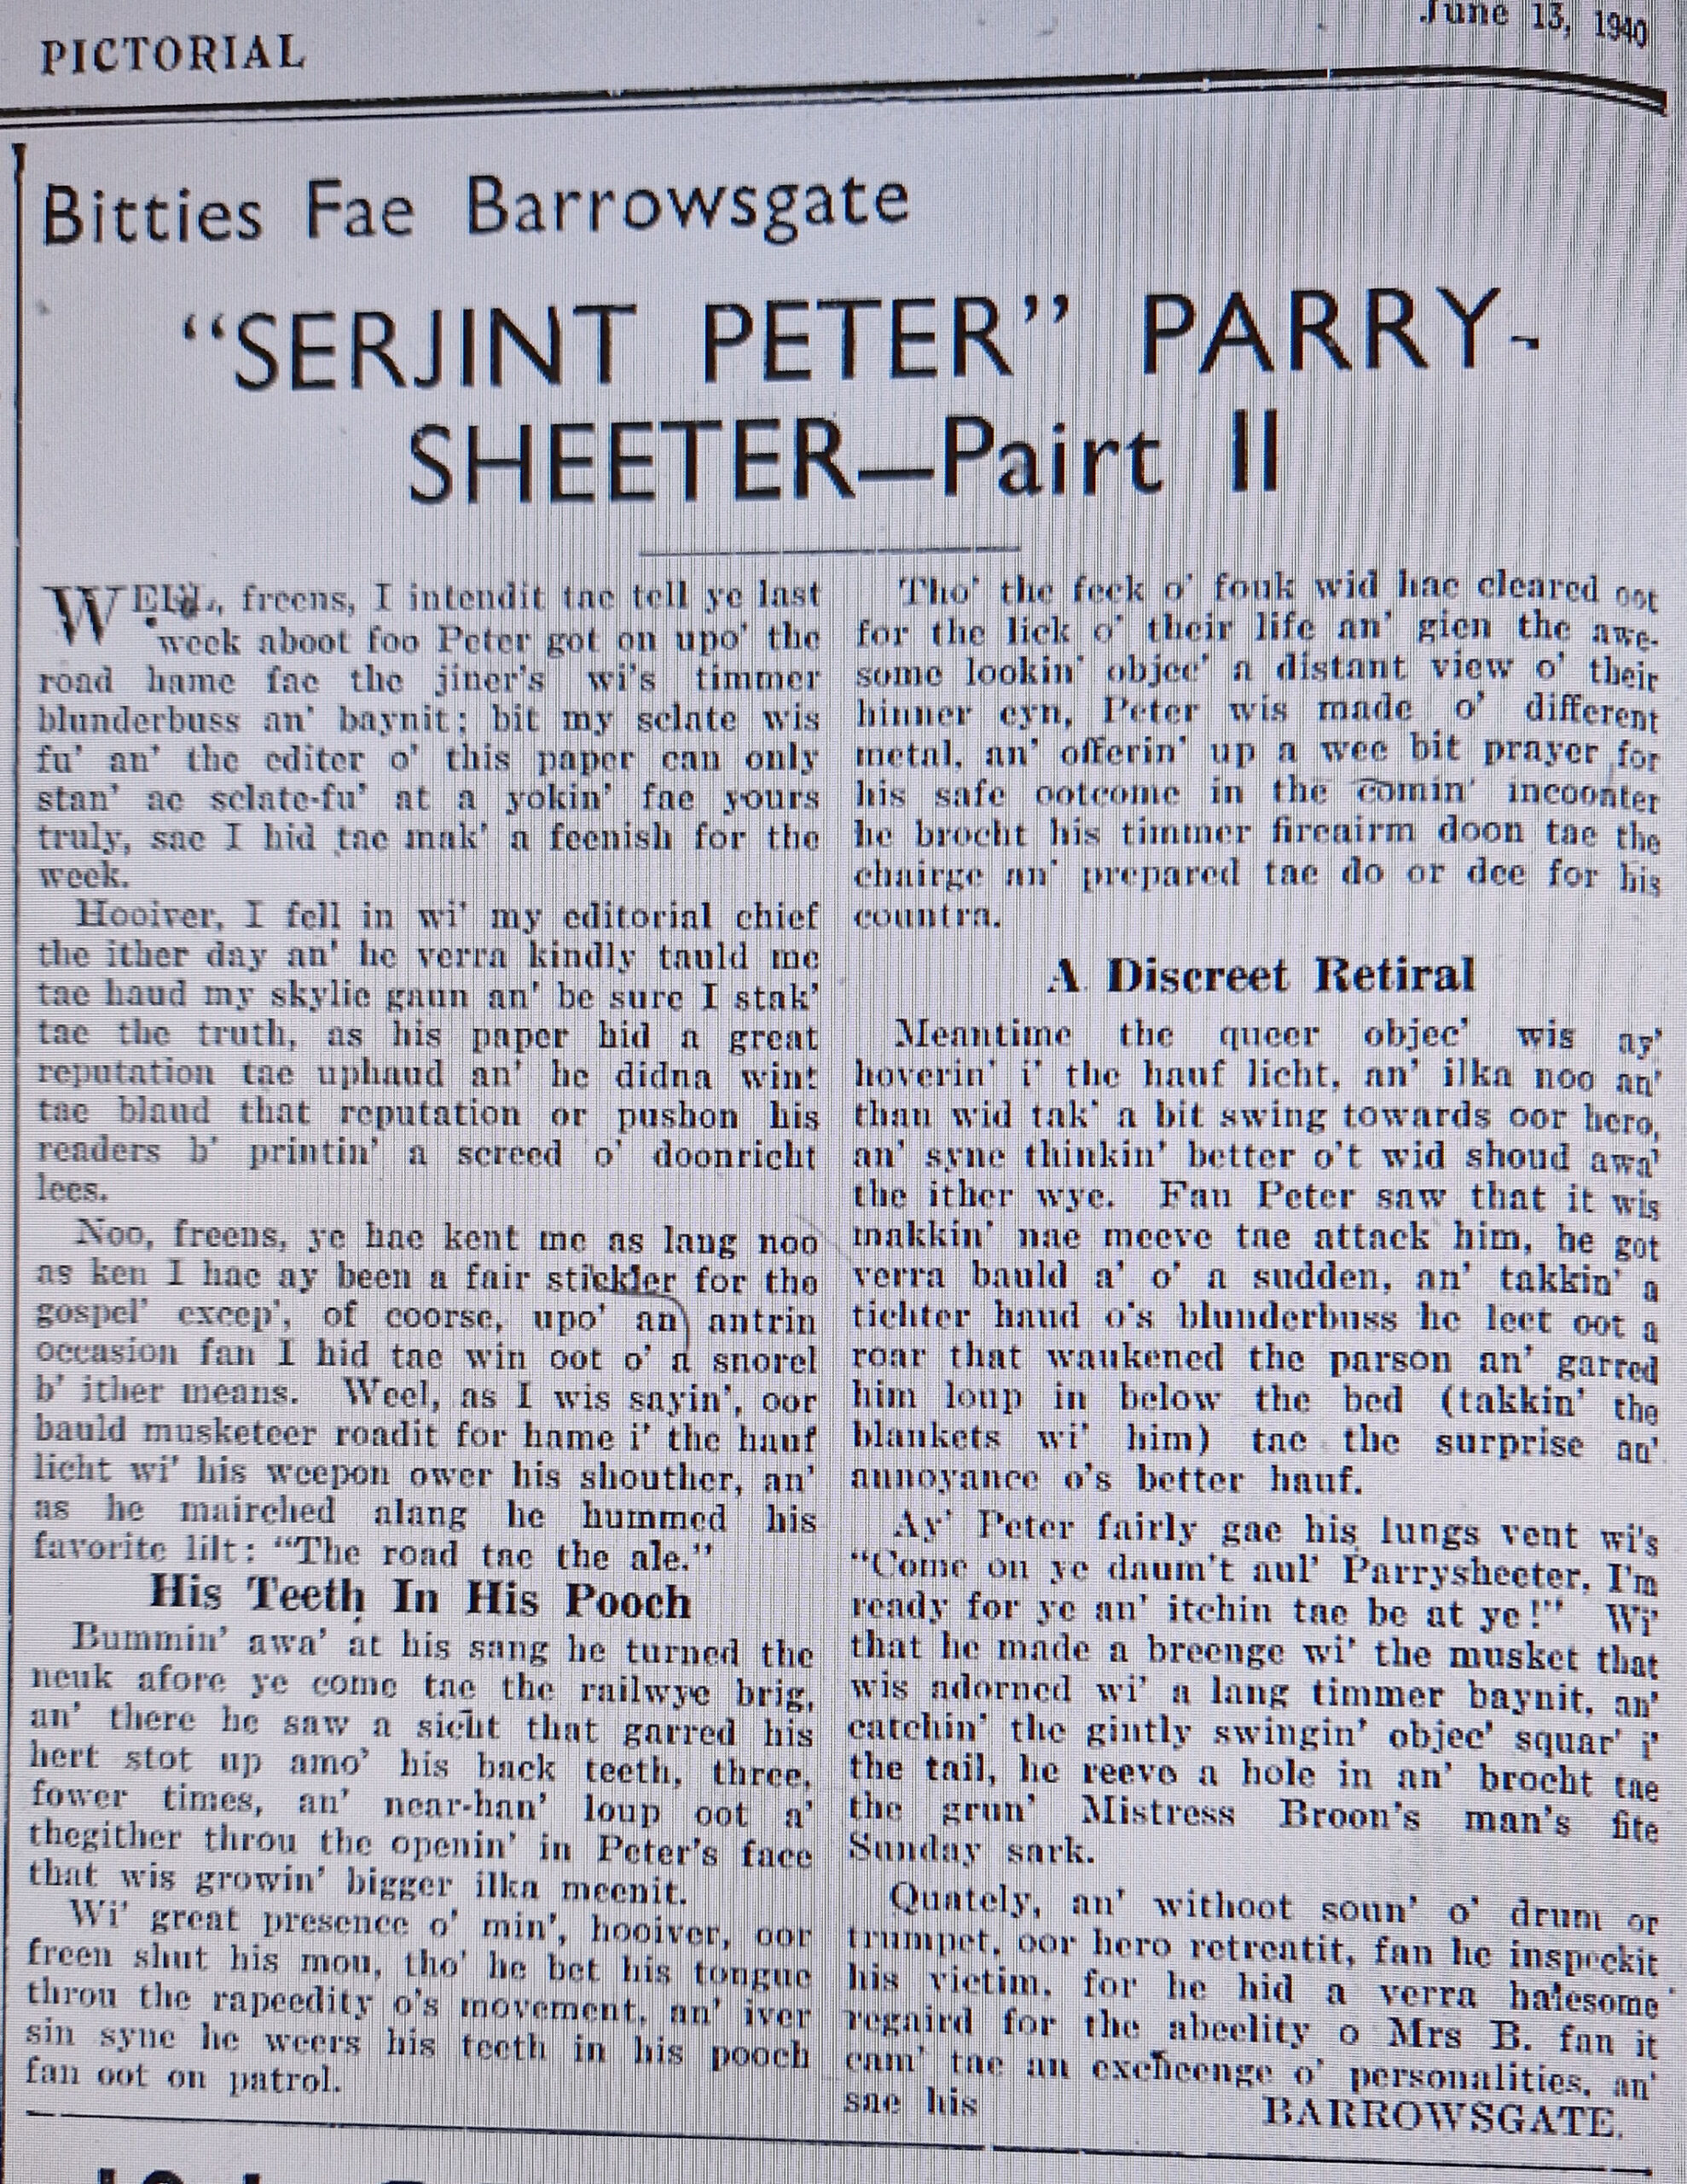 PICTORIAL
June 13, 1940
Bitties Fae Barrowsgate
"SERJINT PETER" PARRY-
SHEETER—Pairt II
WEEL, freens, I intendit tae tell ye last
week aboot foo Peter got on upo' the
road hame fae the jiner's wi's timmer
blunderbuss an' baynit; bit my sclate wis
fu' an' the editer o' this paper can only
stan' ae sclate-fu' at a yokin' fae yours
truly, sae I hid tae mak' a feenish for the
week.
Hooiver, I fell in wi' my editorial chief
the ither day an' he verra kindly tauld me
tae haud my skylie gaun an' be sure I stak'
tae the truth, as his paper hid a great
reputation tae uphaud an' he didna wint
tae blaud that reputation or pushon his
readers b' printin' a screed o' doonricht
lees.
Noo, freens, ye hae kent me as lang noo
as ken I hae ay been a fair stickler for the
gospel' excep', of coorse, upo' an antrin
occasion fan I hid tae win oot o' a snorel
b' ither means. Weel, as I wis sayin', oor
bauld musketeer roadit for hame i' the hauf
licht wi' his weepon ower his shouther, an'
as he mairched alang he hummed his
favorite lilt: "The road tae the ale."
His Teeth In His Pooch
Bummin' awa' at his sang he turned the
neuk afore ye come tae the railwye brig,
an' there he saw a sicht that garred his
hert stot up amo' his back teeth, three,
fower times, an' near-han' loup oot a'
thegither throu the openin' in Peter's face
that wis growin' bigger ilka meenit.
Wi' great presence o' min', hooiver, oor
freen shut his mou, tho' he bet his tongue
throu the rapeedity o's movement, an' iver
sin syne he weers his teeth in his pooch
fan oot on patrol.
Tho' the feck o' fouk wid hae cleared oot
for the lick o' their life an' gien the awe-
some lookin' objec' a distant view o' their
hinner eyn, Peter wis made o' different
metal, an' offerin' up a wee bit prayer for
his safe ootcome in the comin' incoonter
he brocht his timmer fireairm doon tae the
chairge an' prepared tae do or dee for his
countra.
A Discreet Retiral
Meantime the queer objec' wis ay'
hoverin' i' the hauf licht, an' ilka noo an'
than wid tak' a bit swing towards oor hero,
an' syne thinkin' better o't wid shoud awa'
the ither wye. Fan Peter saw that it wis
makkin' nae meeve tae attack him, he got
verra bauld a' o' a sudden, an' takkin' a
tichter haud o's blunderbuss he leet oot a
roar that waukened the parson an' garred
him loup in below the bed (takkin' the
blankets wi' him) tae the surprise an'
annoyance o's better hauf.
Ay' Peter fairly gae his lungs vent wi's
"Come on ye daum't aul' Parrysheeter, I'm
ready for ye an' itchin tae be at ye!" Wi'
that he made a breenge wi' the musket that
wis adorned wi' a lang timmer baynit, an'
catchin' the gintly swingin' objec' squar' i'
the tail, he reeve a hole in an' brocht tae
the grun' Mistress Broon's man's fite
Sunday sark.
Quately, an' withoot soun' o' drum or
trumpet, oor hero retreatit, fan he inspeckit
his victim, for he hid a verra halesome
regaird for the abeelity o Mrs B. fan it
cam' tae an excheenge o' personalities, an'
sae his
BARROWSGATE.